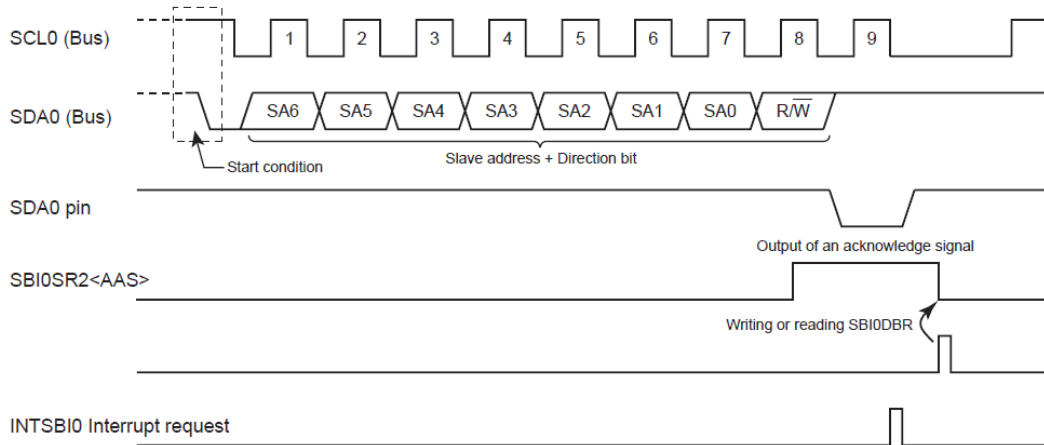 SCL0 (Bus)
1 2 3 4 5 6 7 8 9
SDA0 (Bus)
SA6 SA5 SA4 SA3 SA2 SA1 SA0 R/W̅
Slave address + Direction bit
Start condition
SDA0 pin
Output of an acknowledge signal
SBI0SR2<AAS>
Writing or reading SBI0DBR
INTSBI0 Interrupt request